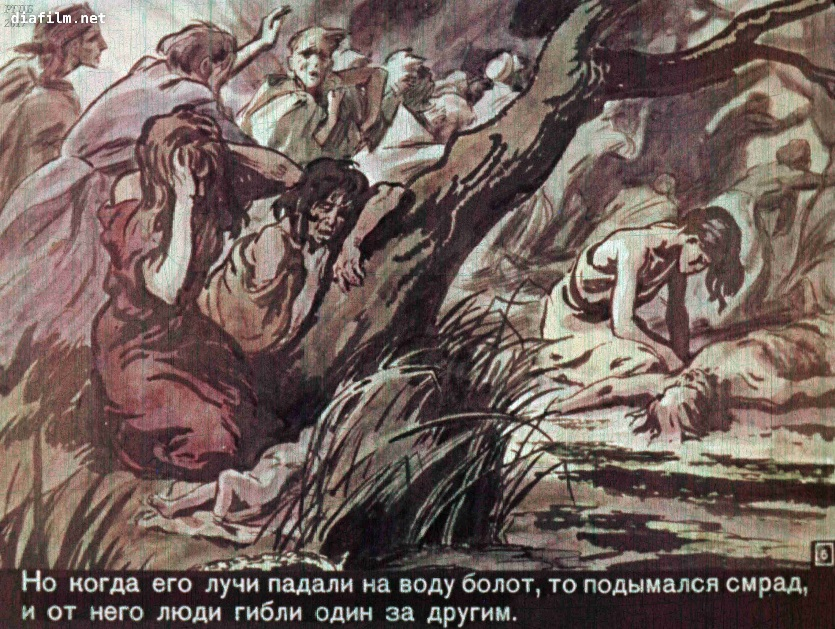 diafilm.net
Но когда его лучи падали на воду болот, то подымался смрад,
и от него люди гибли один за другим.
6